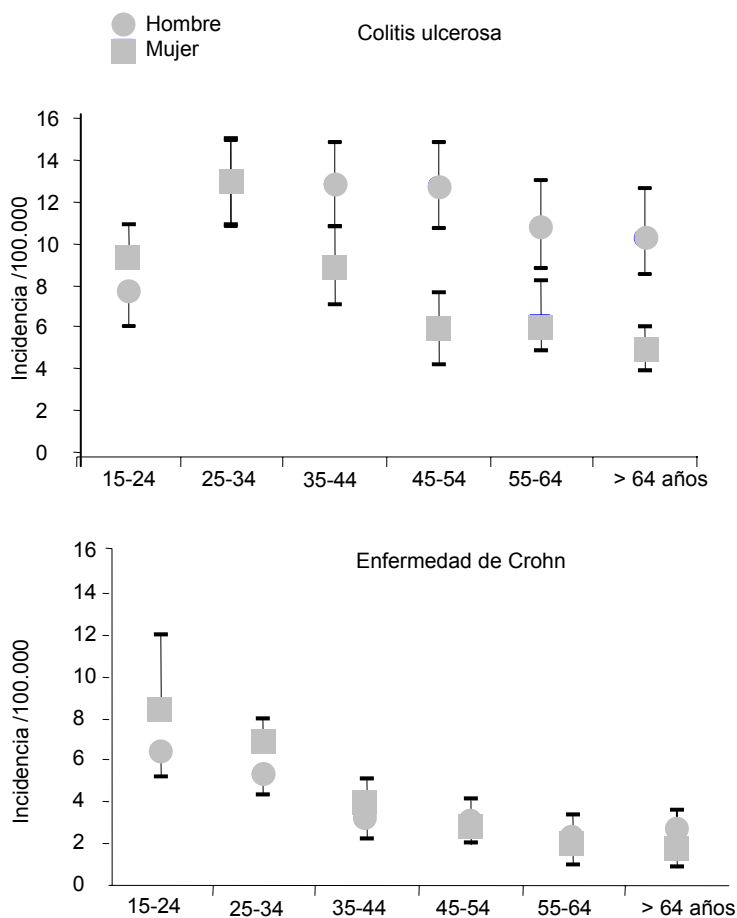 Hombre
Mujer
Colitis ulcerosa
16
14
12
10
8
6
4
2
0
Incidencia /100.000
15-24 25-34 35-44 45-54 55-64 > 64 años
Enfermedad de Crohn
16
14
12
10
8
6
4
2
0
Incidencia /100.000
15-24 25-34 35-44 45-54 55-64 > 64 años